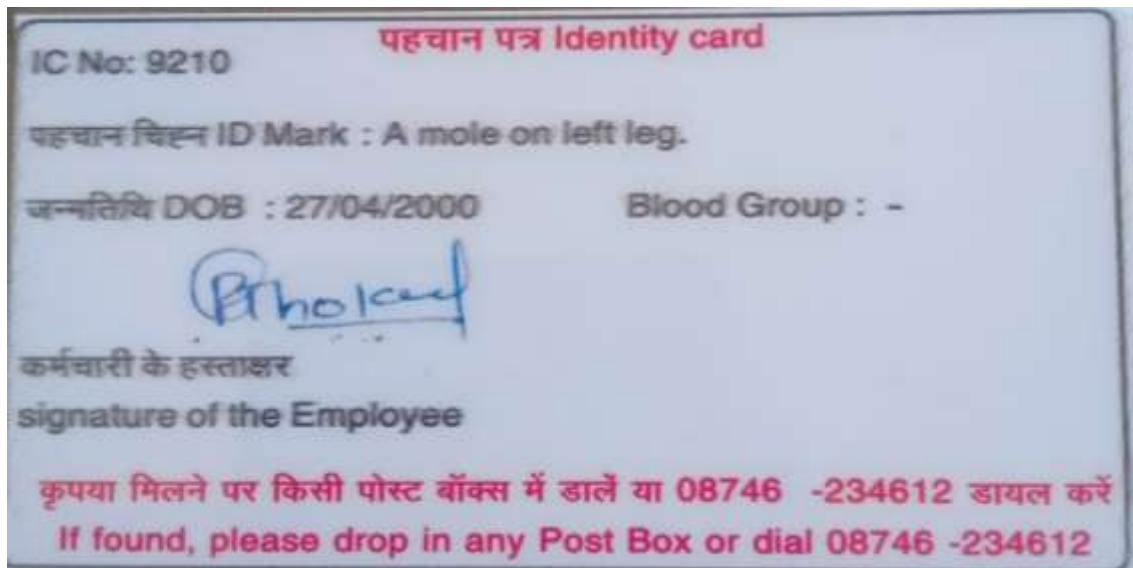 पहचान पत्र Identity card
IC No: 9210
पहचान चिह्न ID Mark : A mole on left leg.
जन्मतिथि DOB : 27/04/2000 Blood Group : -
कर्मचारी के हस्ताक्षर
signature of the Employee
कृपया मिलने पर किसी पोस्ट बॉक्स में डालें या 08746 -234612 डायल करें
If found, please drop in any Post Box or dial 08746 -234612